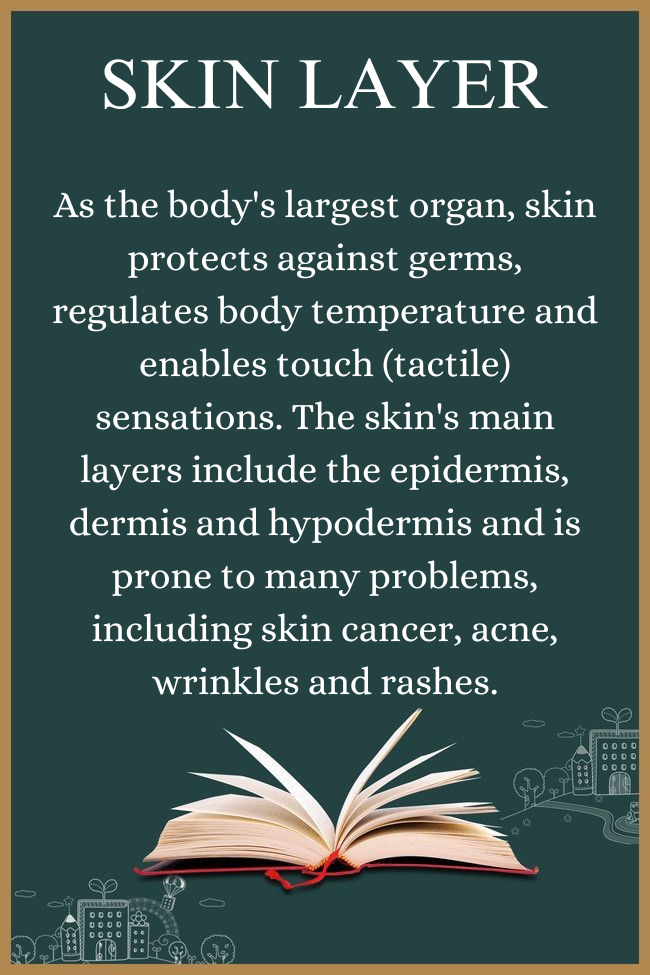 SKIN LAYER
As the body's largest organ, skin
protects against germs,
regulates body temperature and
enables touch (tactile)
sensations. The skin's main
layers include the epidermis,
dermis and hypodermis and is
prone to many problems,
including skin cancer, acne,
wrinkles and rashes.